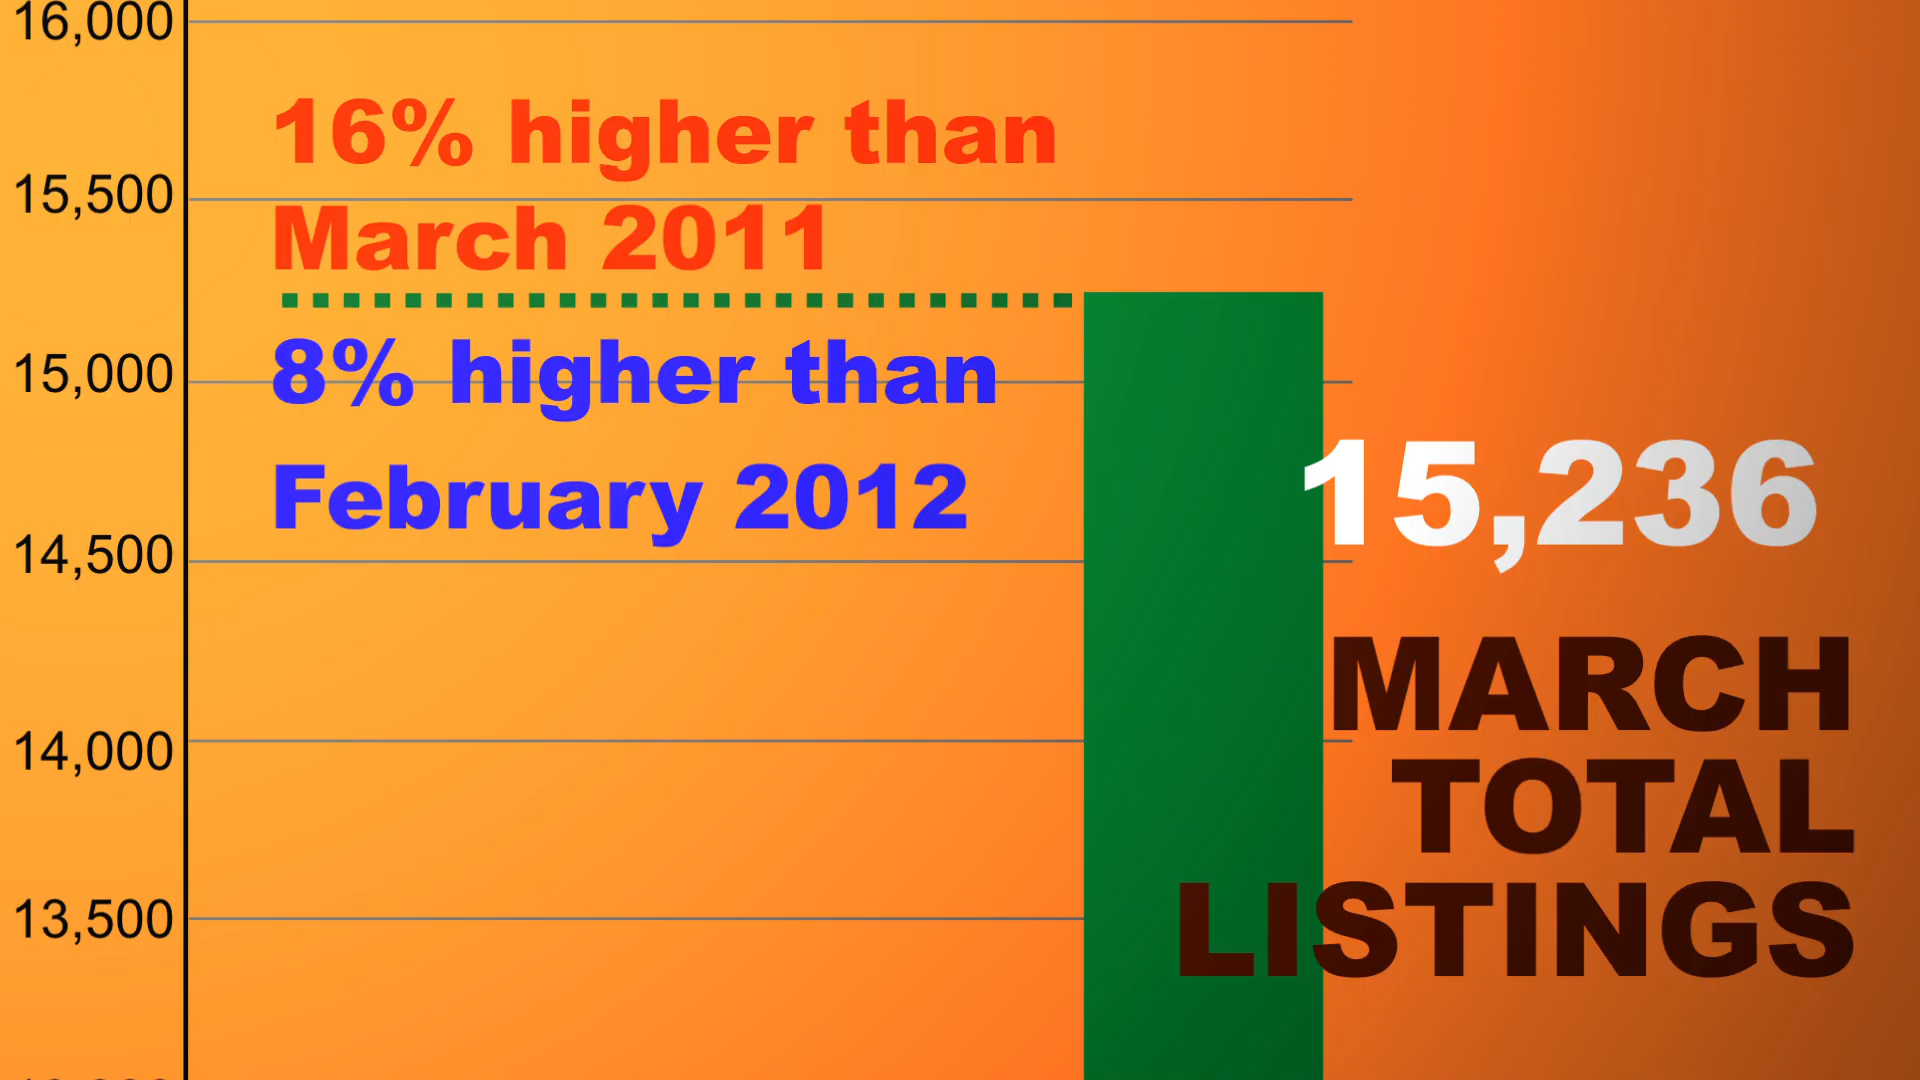 16,000
16% higher than
15,500
March 2011
15,000
8% higher than
February 2012
15,236
14,500
MARCH
14,000
TOTAL
13,500
LISTINGS